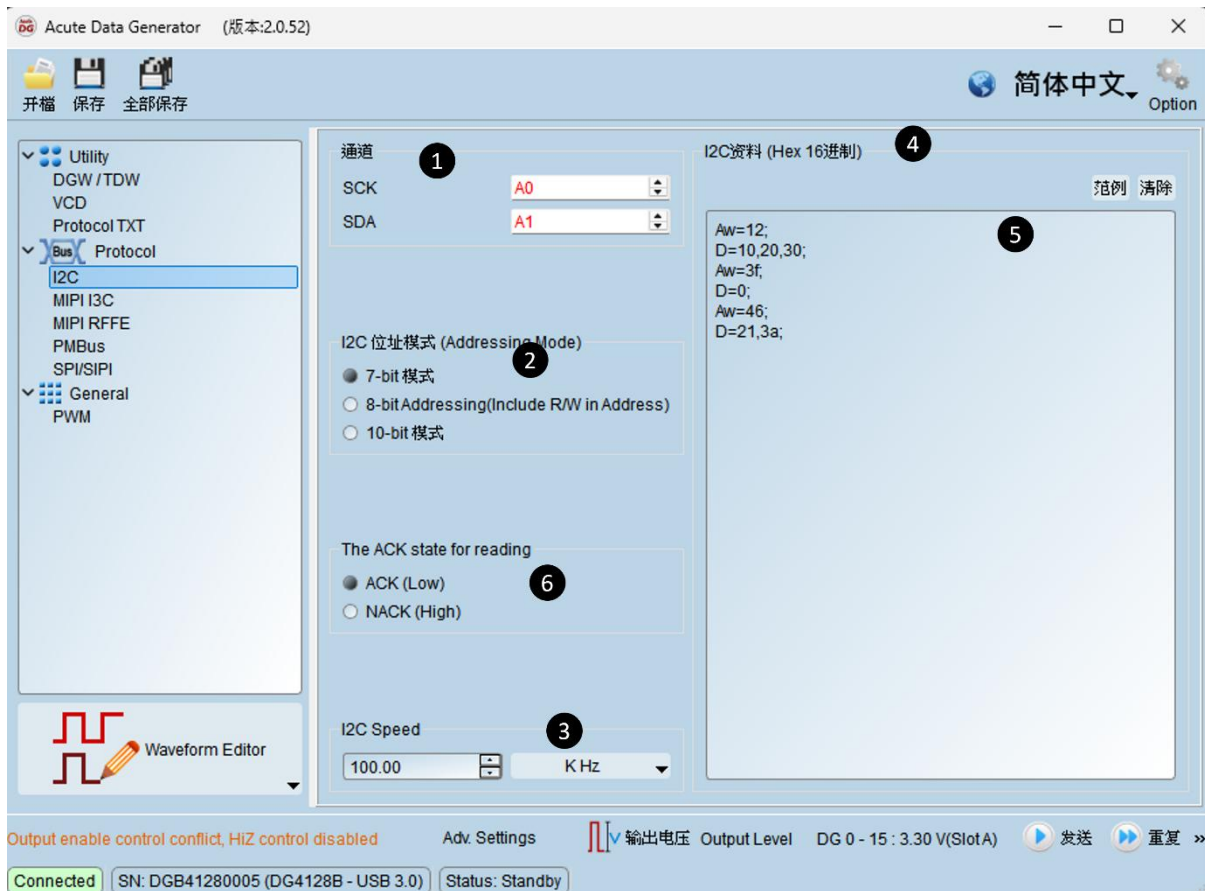 Acute Data Generator (版本:2.0.52)
开檔 保存 全部保存 简体中文 Option
Utility
DGW / TDW
VCD
Protocol TXT
Bus Protocol
I2C
MIPI I3C
MIPI RFFE
PMBus
SPI/SIPI
General
PWM
Waveform Editor
通道 1
SCK A0
SDA A1
I2C 位址模式 (Addressing Mode)
2
7-bit 模式
8-bit Addressing(Include R/W in Address)
10-bit 模式
The ACK state for reading
ACK (Low) 6
NACK (High)
I2C Speed 3
100.00 K Hz
I2C资料 (Hex 16进制) 4
范例 清除
Aw=12; 5
D=10,20,30;
Aw=3f;
D=0;
Aw=46;
D=21,3a;
Output enable control conflict, HiZ control disabled Adv. Settings 输出电压 Output Level DG 0 - 15 : 3.30 V(Slot A) 发送 重复 »
Connected SN: DGB41280005 (DG4128B - USB 3.0) Status: Standby